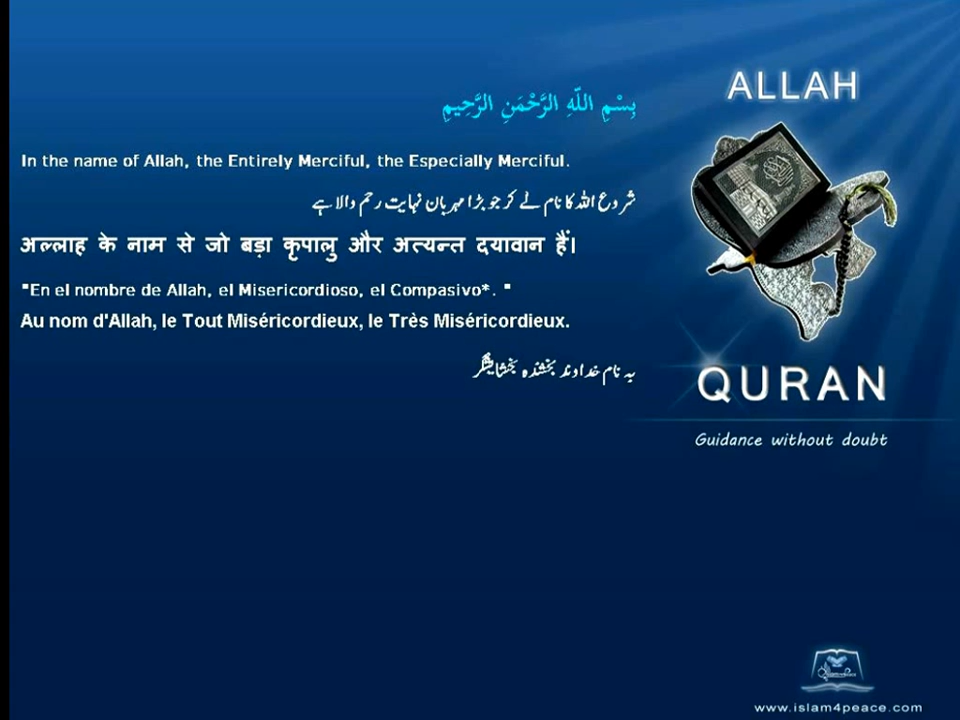 بِسْمِ اللّهِ الرَّحْمَنِ الرَّحِيمِ
In the name of Allah, the Entirely Merciful, the Especially Merciful.
شروع الله کا نام لے کر جو بڑا مہربان نہایت رحم والا ہے
अल्लाह के नाम से जो बड़ा कृपालु और अत्यन्त दयावान हैं।
"En el nombre de Allah, el Misericordioso, el Compasivo*. "
Au nom d'Allah, le Tout Miséricordieux, le Très Miséricordieux.
به نام خداوند بخشنده بخشایشگر
ALLAH
QURAN
Guidance without doubt
www.islam4peace.com